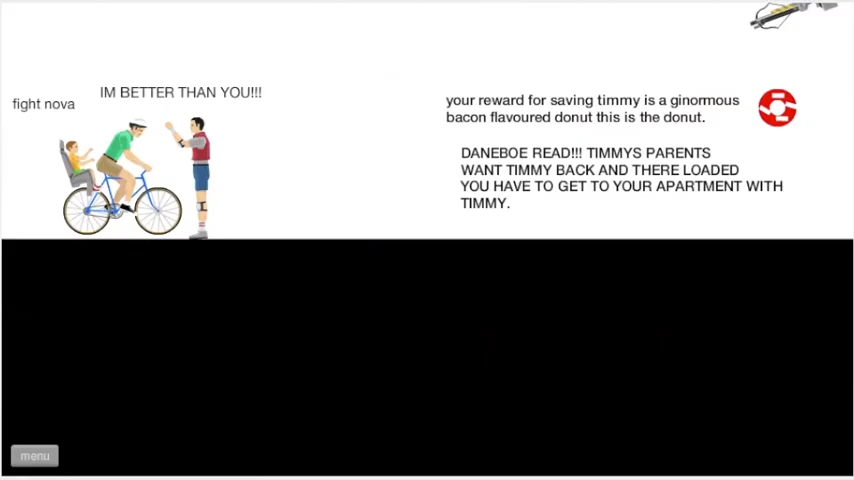 IM BETTER THAN YOU!!!
fight nova
your reward for saving timmy is a ginormous
bacon flavoured donut this is the donut.
DANEBOE READ!!! TIMMYS PARENTS
WANT TIMMY BACK AND THERE LOADED
YOU HAVE TO GET TO YOUR APARTMENT WITH
TIMMY.
menu